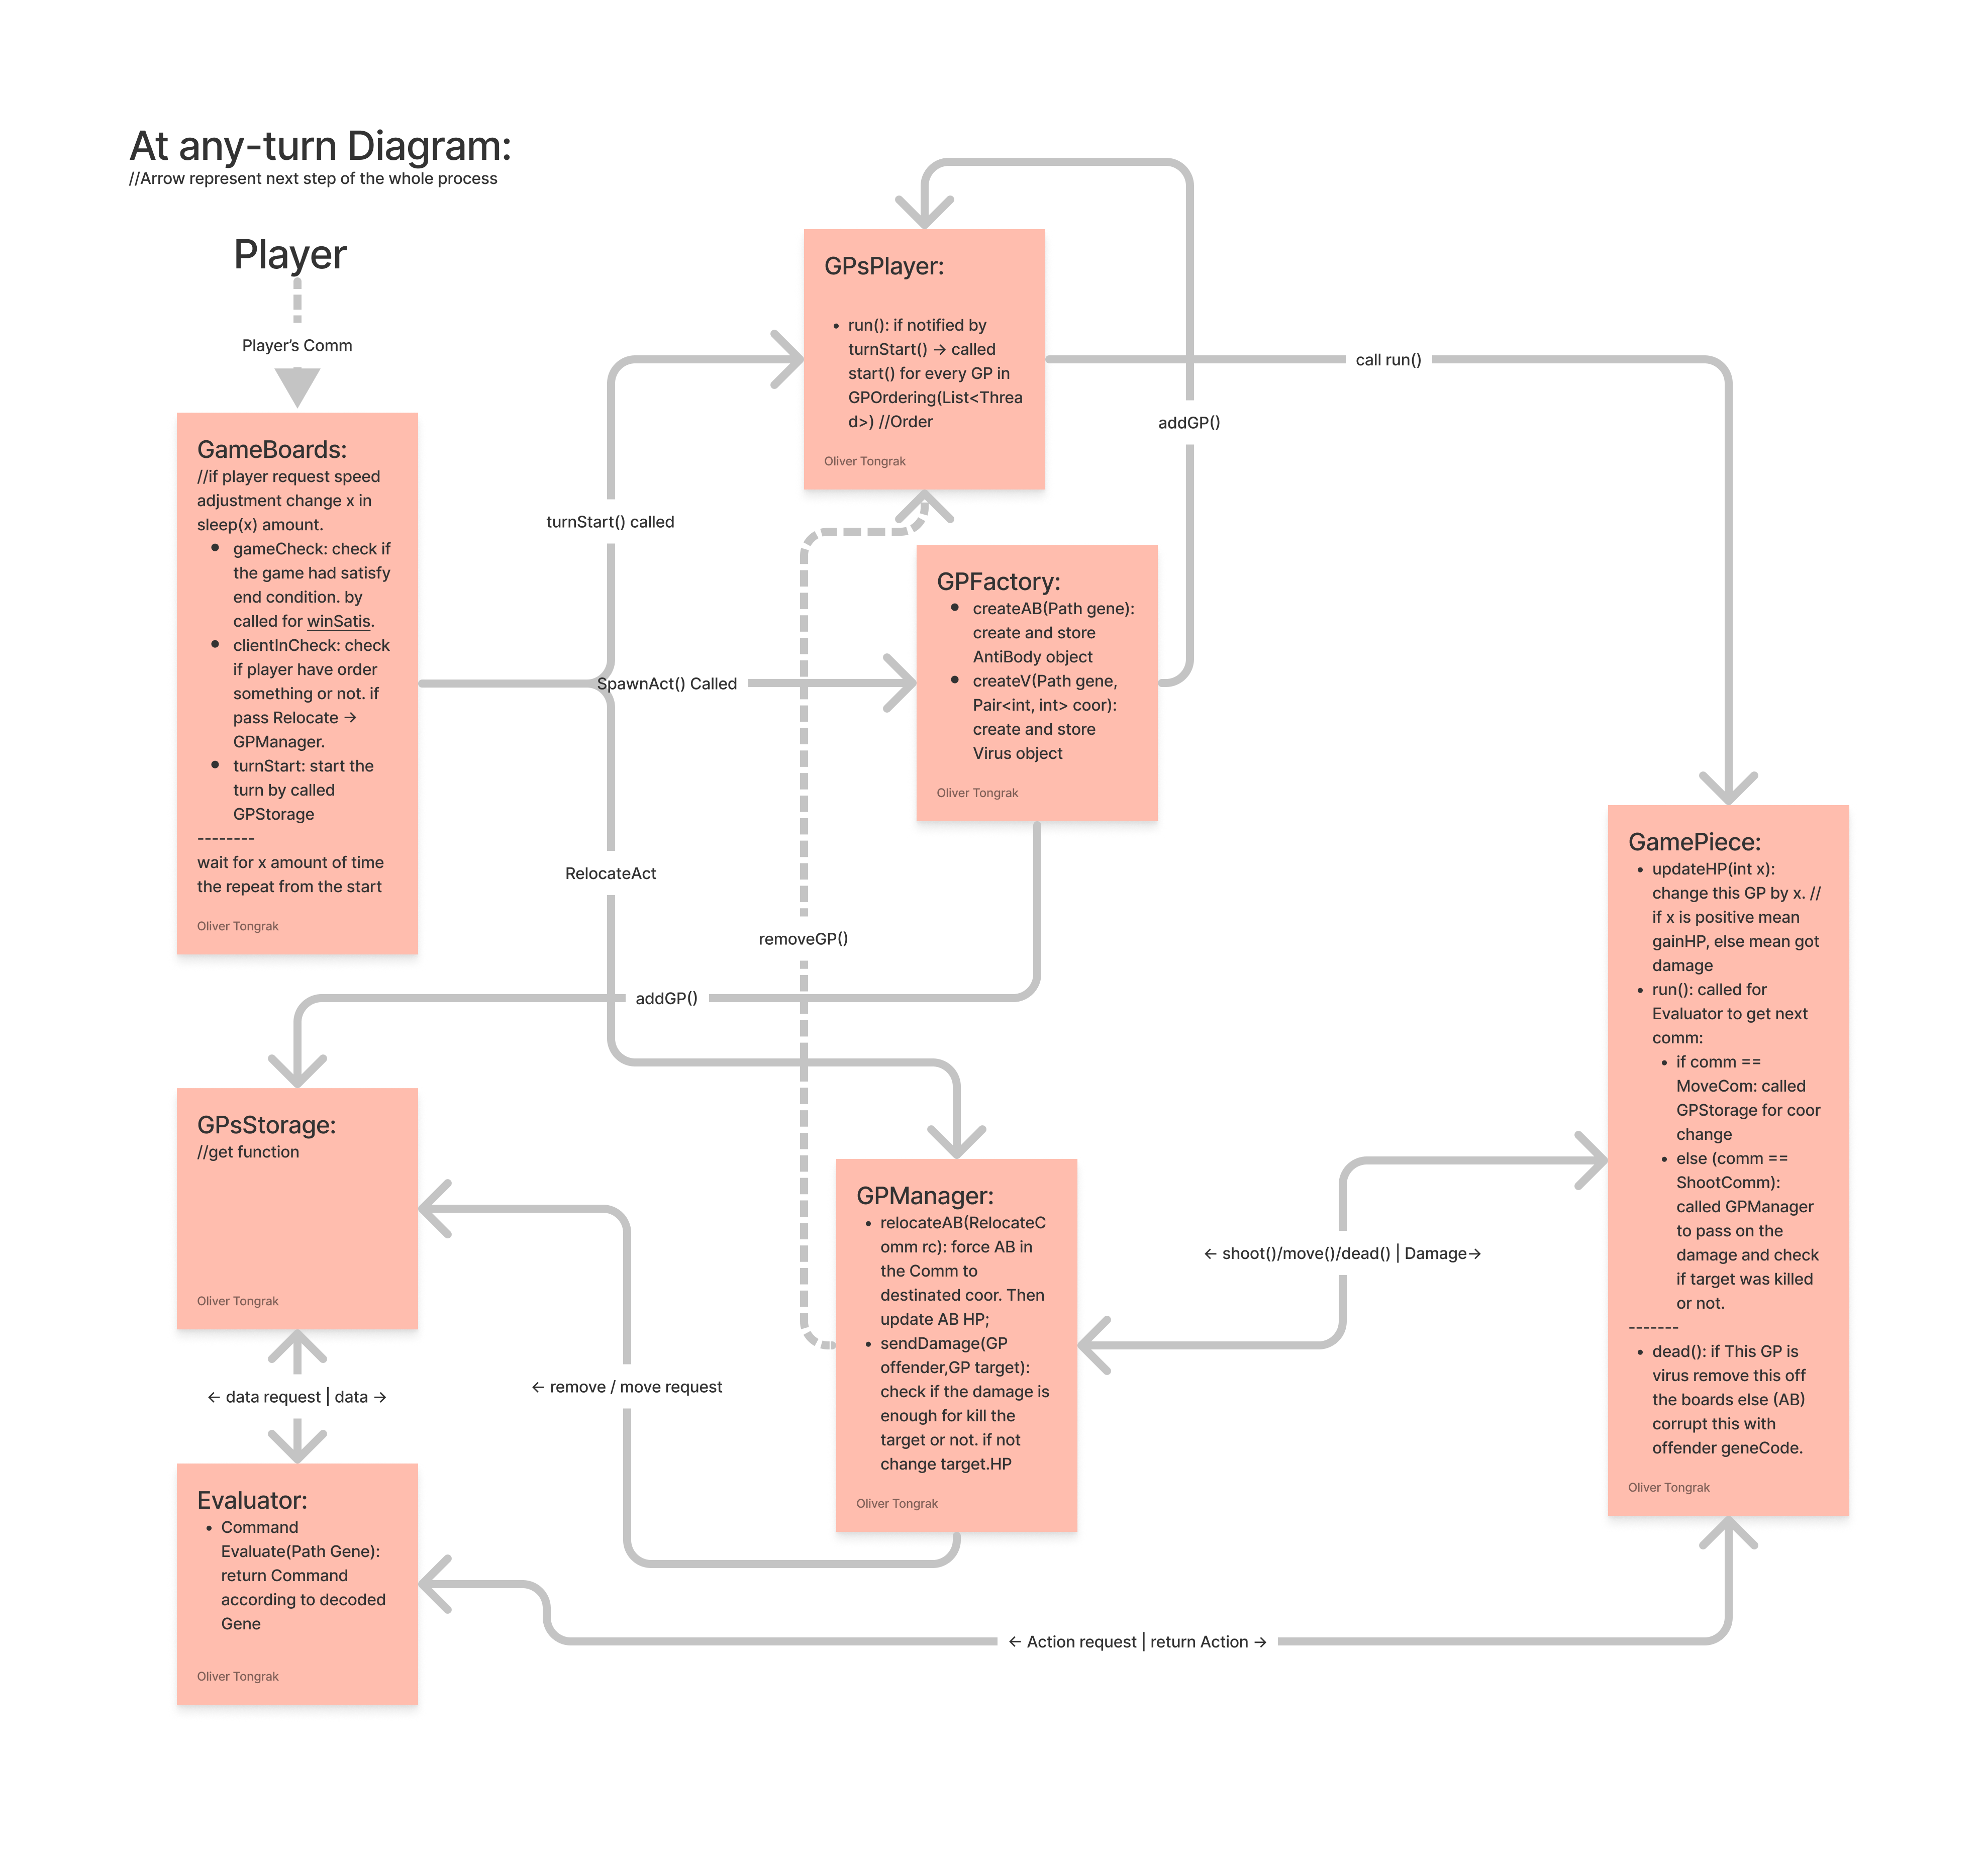 At any-turn Diagram:
//Arrow represent next step of the whole process
Player
Player's Comm
GameBoards:
//if player request speed
adjustment change x in
sleep(x) amount.
• gameCheck: check if
the game had satisfy
end condition. by
called for winSatis.
• clientInCheck: check
if player have order
something or not. if
pass Relocate →
GPManager.
• turnStart: start the
turn by called
GPStorage
--------
wait for x amount of time
the repeat from the start
Oliver Tongrak
turnStart() called
SpawnAct() Called
RelocateAct
GPsPlayer:
• run(): if notified by
turnStart() → called
start() for every GP in
GPOrdering(List<Threa
d>) //Order
Oliver Tongrak
call run()
addGP()
GPFactory:
• createAB(Path gene):
create and store
AntiBody object
• createV(Path gene,
Pair<int, int> coor):
create and store
Virus object
Oliver Tongrak
removeGP()
addGP()
GPsStorage:
//get function
Oliver Tongrak
← data request | data →
← remove / move request
Evaluator:
• Command
Evaluate(Path Gene):
return Command
according to decoded
Gene
Oliver Tongrak
GPManager:
• relocateAB(RelocateC
omm rc): force AB in
the Comm to
destinated coor. Then
update AB HP;
• sendDamage(GP
offender,GP target):
check if the damage is
enough for kill the
target or not. if not
change target.HP
Oliver Tongrak
← shoot()/move()/dead() | Damage→
GamePiece:
• updateHP(int x):
change this GP by x. //
if x is positive mean
gainHP, else mean got
damage
• run(): called for
Evaluator to get next
comm:
• if comm ==
MoveCom: called
GPStorage for coor
change
• else (comm ==
ShootComm):
called GPManager
to pass on the
damage and check
if target was killed
or not.
-------
• dead(): if This GP is
virus remove this off
the boards else (AB)
corrupt this with
offender geneCode.
Oliver Tongrak
← Action request | return Action →